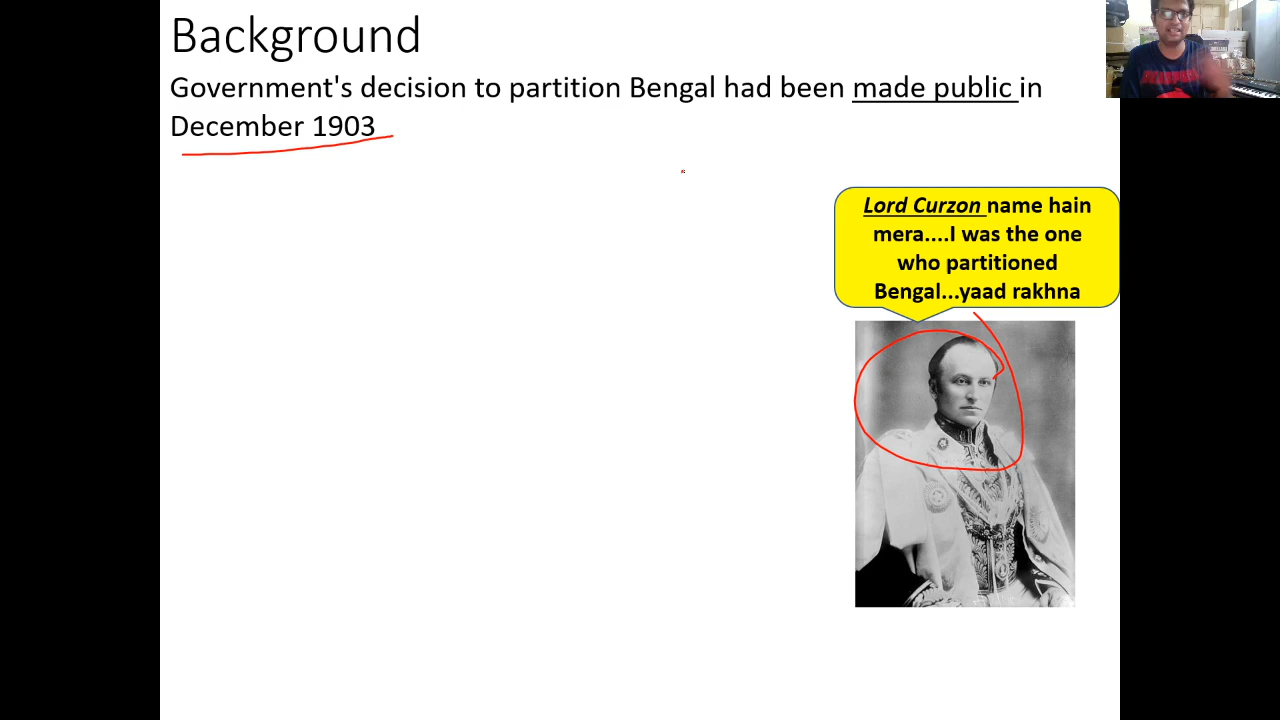 Background
Government's decision to partition Bengal had been made public in
December 1903
Lord Curzon name hain
mera....I was the one
who partitioned
Bengal...yaad rakhna